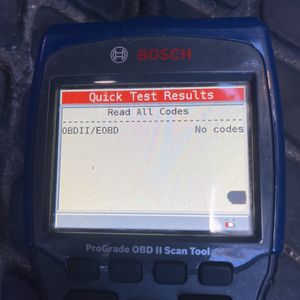 BOSCH
Quick Test Results
Read All Codes
OBDII/EOBD No codes
ProGrade OBD II Scan Tool